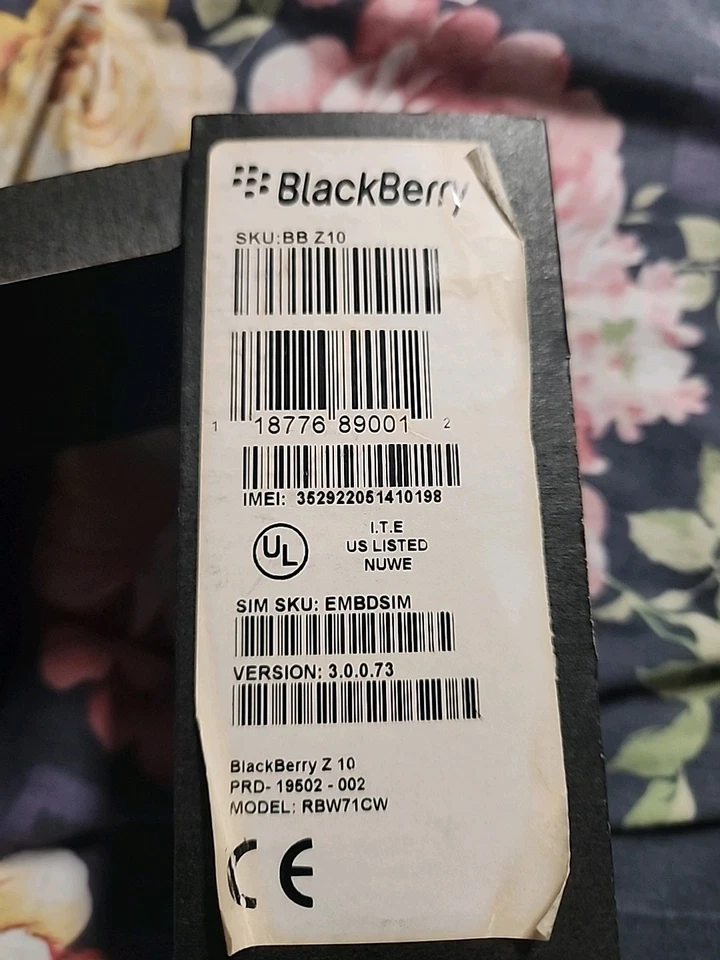 BlackBerry
SKU:BB Z10
1 18776 89001 2
IMEI: 352922051410198
UL
I.T.E
US LISTED
NUWE
SIM SKU: EMBDSIM
VERSION: 3.0.0.73
BlackBerry Z 10
PRD- 19502 - 002
MODEL: RBW71CW
CE